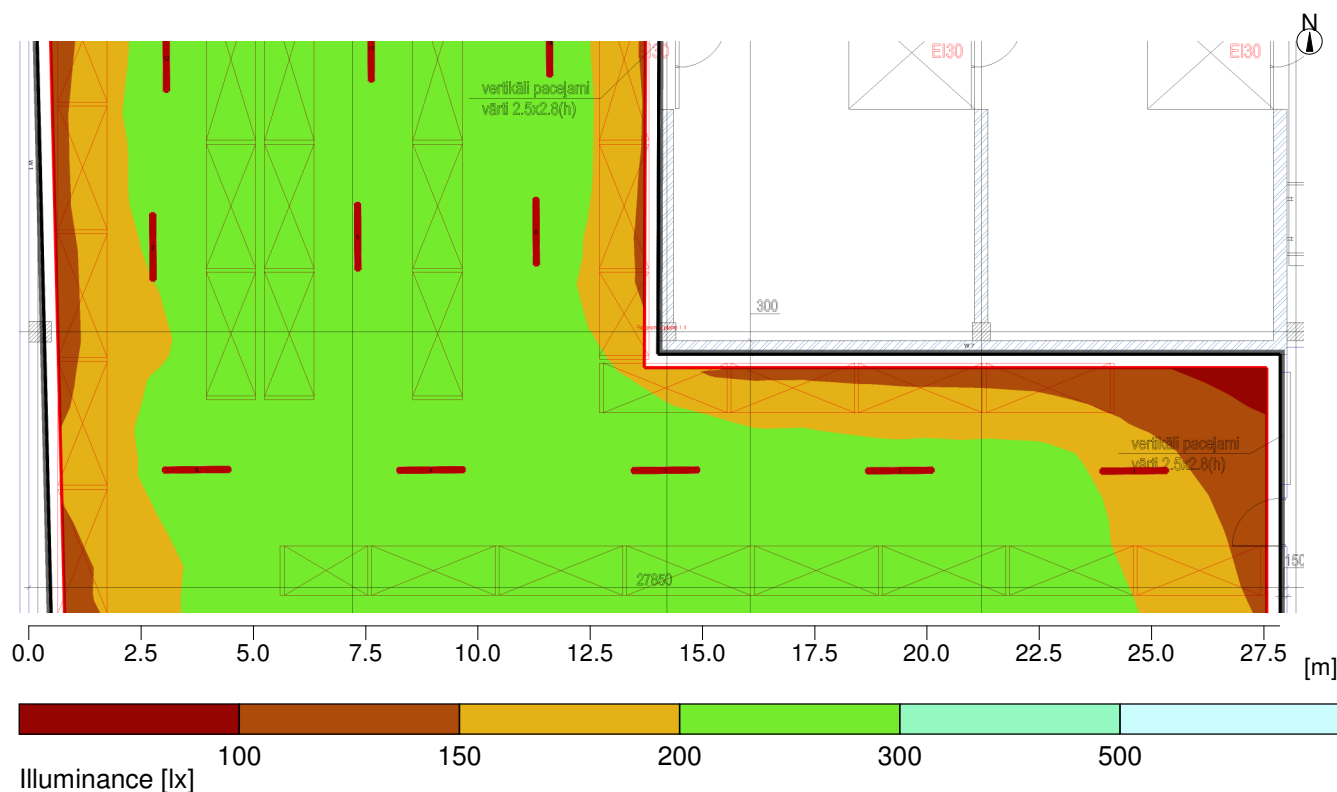 N
EI30
EI30
EI30
vertikāli paceļami
vārti 2.5x2.8(h)
W 1
300
W 7
vertikāli paceļami
vārti 2.5x2.8(h)
27850
150
0.0 2.5 5.0 7.5 10.0 12.5 15.0 17.5 20.0 22.5 25.0 27.5 [m]
100 150 200 300 500
Illuminance [lx]